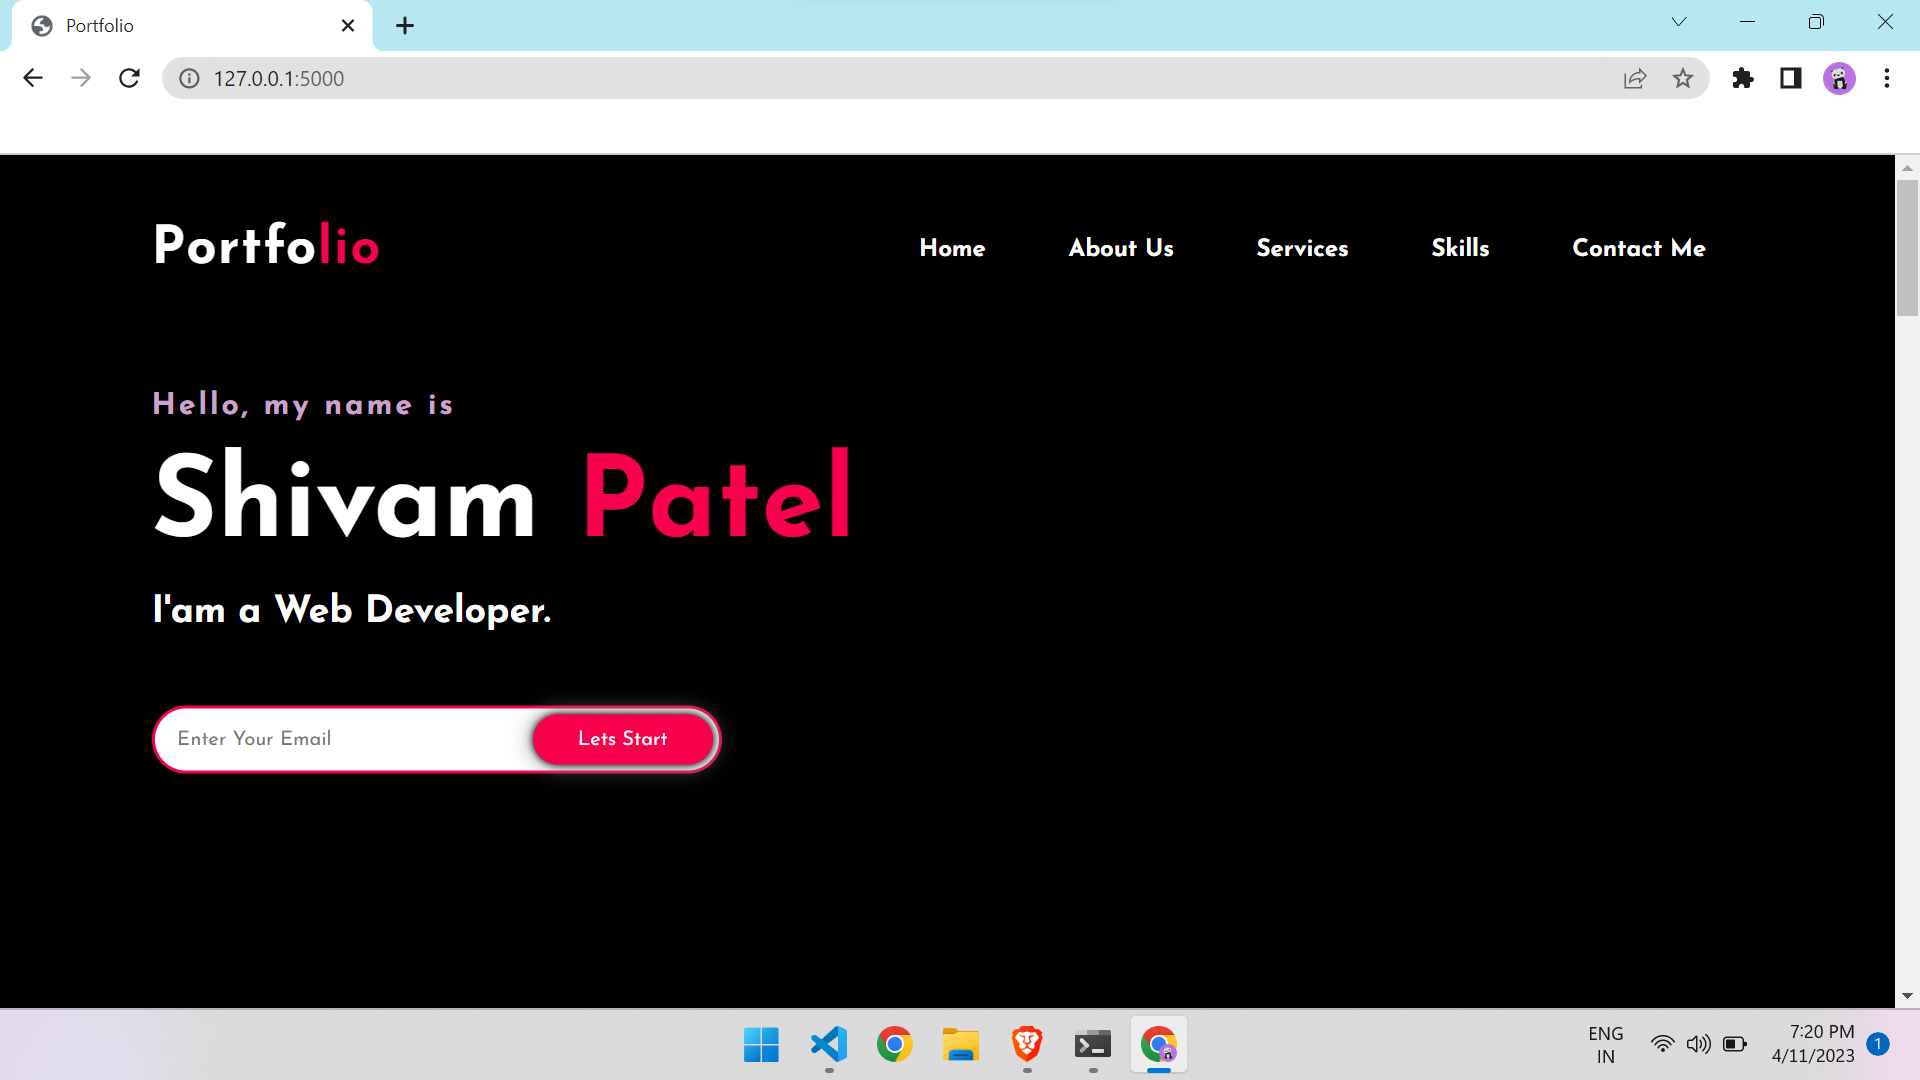 Portfolio
127.0.0.1:5000
Portfolio
Home About Us Services Skills Contact Me
Hello, my name is
Shivam Patel
I'am a Web Developer.
Enter Your Email Lets Start
ENG
IN
7:20 PM
4/11/2023
1